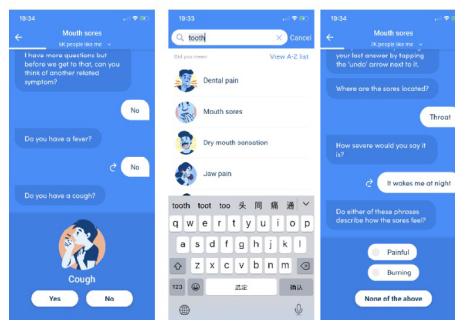 19:34
Mouth sores
6K people like me
I have more questions but
before we get to that, can you
think of another related
symptom?
No
Do you have a fever?
No
Do you have a cough?
Cough
Yes
No
19:33
tooth
Cancel
Did you mean:
View A-Z list
Dental pain
Mouth sores
Dry mouth sensation
Jaw pain
tooth toot too 头 同 痛 通
q w e r t y u i o p
a s d f g h j k l
z x c v b n m
123
选定
确认
19:34
Mouth sores
2K people like me
your last answer by tapping
the 'undo' arrow next to it.
Where are the sores located?
Throat
How severe would you say it
is?
It wakes me at night
Do either of these phrases
describe how the sores feel?
Painful
Burning
None of the above